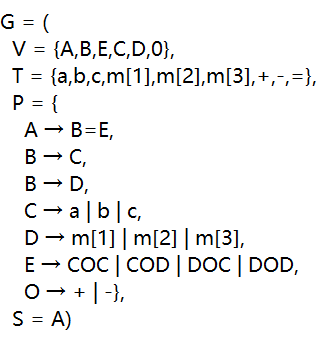 G = (
V = {A,B,E,C,D,0},
T = {a,b,c,m[1],m[2],m[3],+,-,=},
P = {
A → B=E,
B → C,
B → D,
C → a | b | c,
D → m[1] | m[2] | m[3],
E → COC | COD | DOC | DOD,
O → + | -},
S = A)